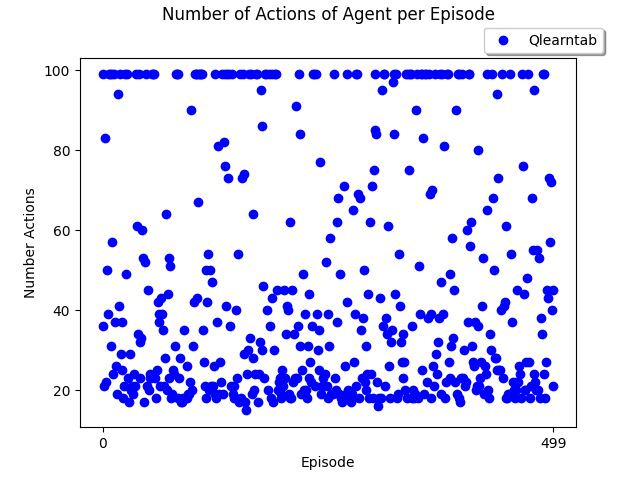 Number of Actions of Agent per Episode
Qlearntab
100
80
60
40
20
Number Actions
0
499
Episode